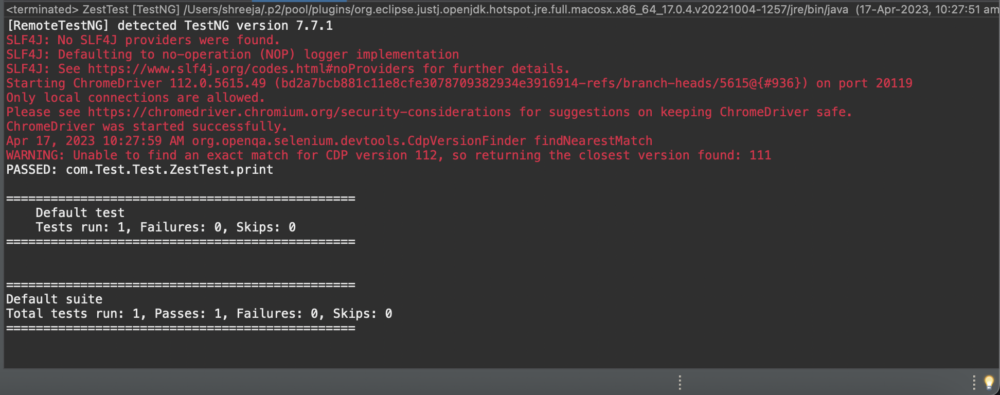 <terminated> ZestTest [TestNG] /Users/shreeja/.p2/pool/plugins/org.eclipse.justj.openjdk.hotspot.jre.full.macosx.x86_64_17.0.4.v20221004-1257/jre/bin/java (17-Apr-2023, 10:27:51 am
[RemoteTestNG] detected TestNG version 7.7.1
SLF4J: No SLF4J providers were found.
SLF4J: Defaulting to no-operation (NOP) logger implementation
SLF4J: See https://www.slf4j.org/codes.html#noProviders for further details.
Starting ChromeDriver 112.0.5615.49 (bd2a7bcb881c11e8cfe3078709382934e3916914-refs/branch-heads/5615@{#936}) on port 20119
Only local connections are allowed.
Please see https://chromedriver.chromium.org/security-considerations for suggestions on keeping ChromeDriver safe.
ChromeDriver was started successfully.
Apr 17, 2023 10:27:59 AM org.openqa.selenium.devtools.CdpVersionFinder findNearestMatch
WARNING: Unable to find an exact match for CDP version 112, so returning the closest version found: 111
PASSED: com.Test.Test.ZestTest.print
===============================================
Default test
Tests run: 1, Failures: 0, Skips: 0
===============================================
===============================================
Default suite
Total tests run: 1, Passes: 1, Failures: 0, Skips: 0
===============================================